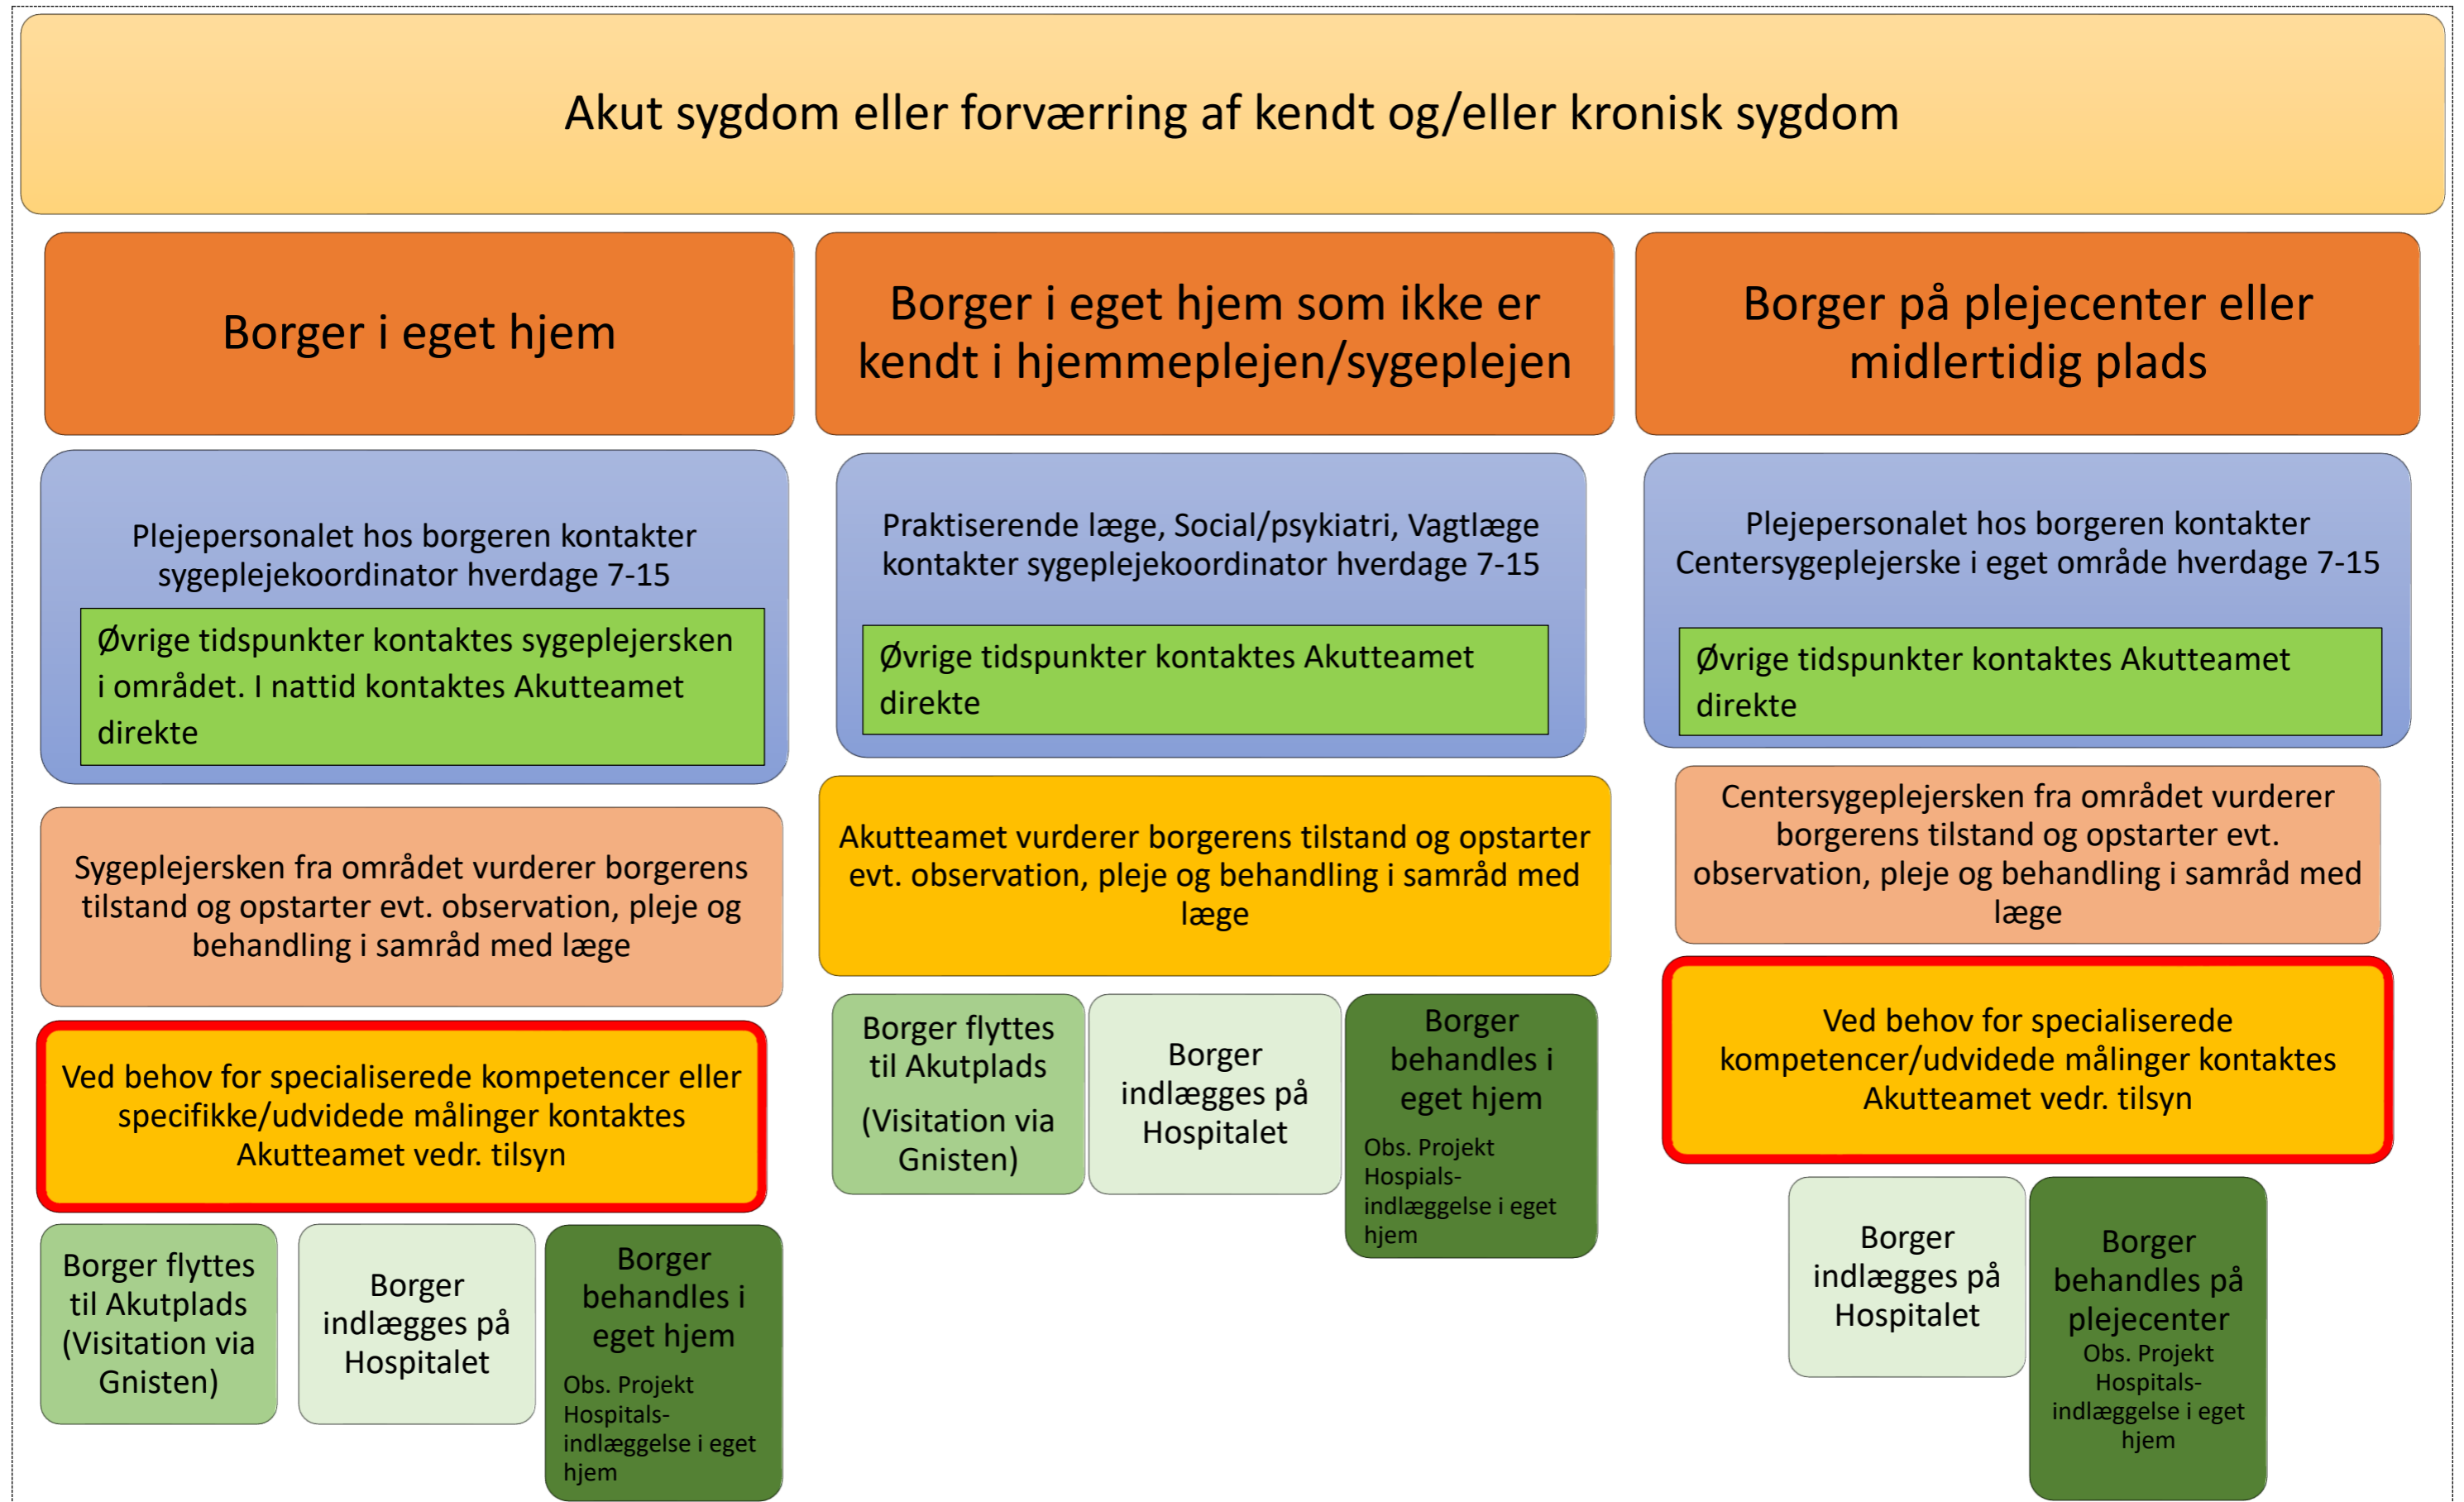 Akut sygdom eller forværring af kendt og/eller kronisk sygdom
Borger i eget hjem
Plejepersonalet hos borgeren kontakter
sygeplejekoordinator hverdage 7-15
Øvrige tidspunkter kontaktes sygeplejersken
i området. I nattid kontaktes Akutteamet
direkte
Sygeplejersken fra området vurderer borgerens
tilstand og opstarter evt. observation, pleje og
behandling i samråd med læge
Ved behov for specialiserede kompetencer eller
specifikke/udvidede målinger kontaktes
Akutteamet vedr. tilsyn
Borger flyttes
til Akutplads
(Visitation via
Gnisten)
Borger
indlægges på
Hospitalet
Borger
behandles i
eget hjem
Obs. Projekt
Hospitals-
indlæggelse i eget
hjem
Borger i eget hjem som ikke er
kendt i hjemmeplejen/sygeplejen
Praktiserende læge, Social/psykiatri, Vagtlæge
kontakter sygeplejekoordinator hverdage 7-15
Øvrige tidspunkter kontaktes Akutteamet
direkte
Akutteamet vurderer borgerens tilstand og opstarter
evt. observation, pleje og behandling i samråd med
læge
Borger flyttes
til Akutplads
(Visitation via
Gnisten)
Borger
indlægges på
Hospitalet
Borger
behandles i
eget hjem
Obs. Projekt
Hospials-
indlæggelse i eget
hjem
Borger på plejecenter eller
midlertidig plads
Plejepersonalet hos borgeren kontakter
Centersygeplejerske i eget område hverdage 7-15
Øvrige tidspunkter kontaktes Akutteamet
direkte
Centersygeplejersken fra området vurderer
borgerens tilstand og opstarter evt.
observation, pleje og behandling i samråd med
læge
Ved behov for specialiserede
kompetencer/udvidede målinger kontaktes
Akutteamet vedr. tilsyn
Borger
indlægges på
Hospitalet
Borger
behandles på
plejecenter
Obs. Projekt
Hospitals-
indlæggelse i eget
hjem